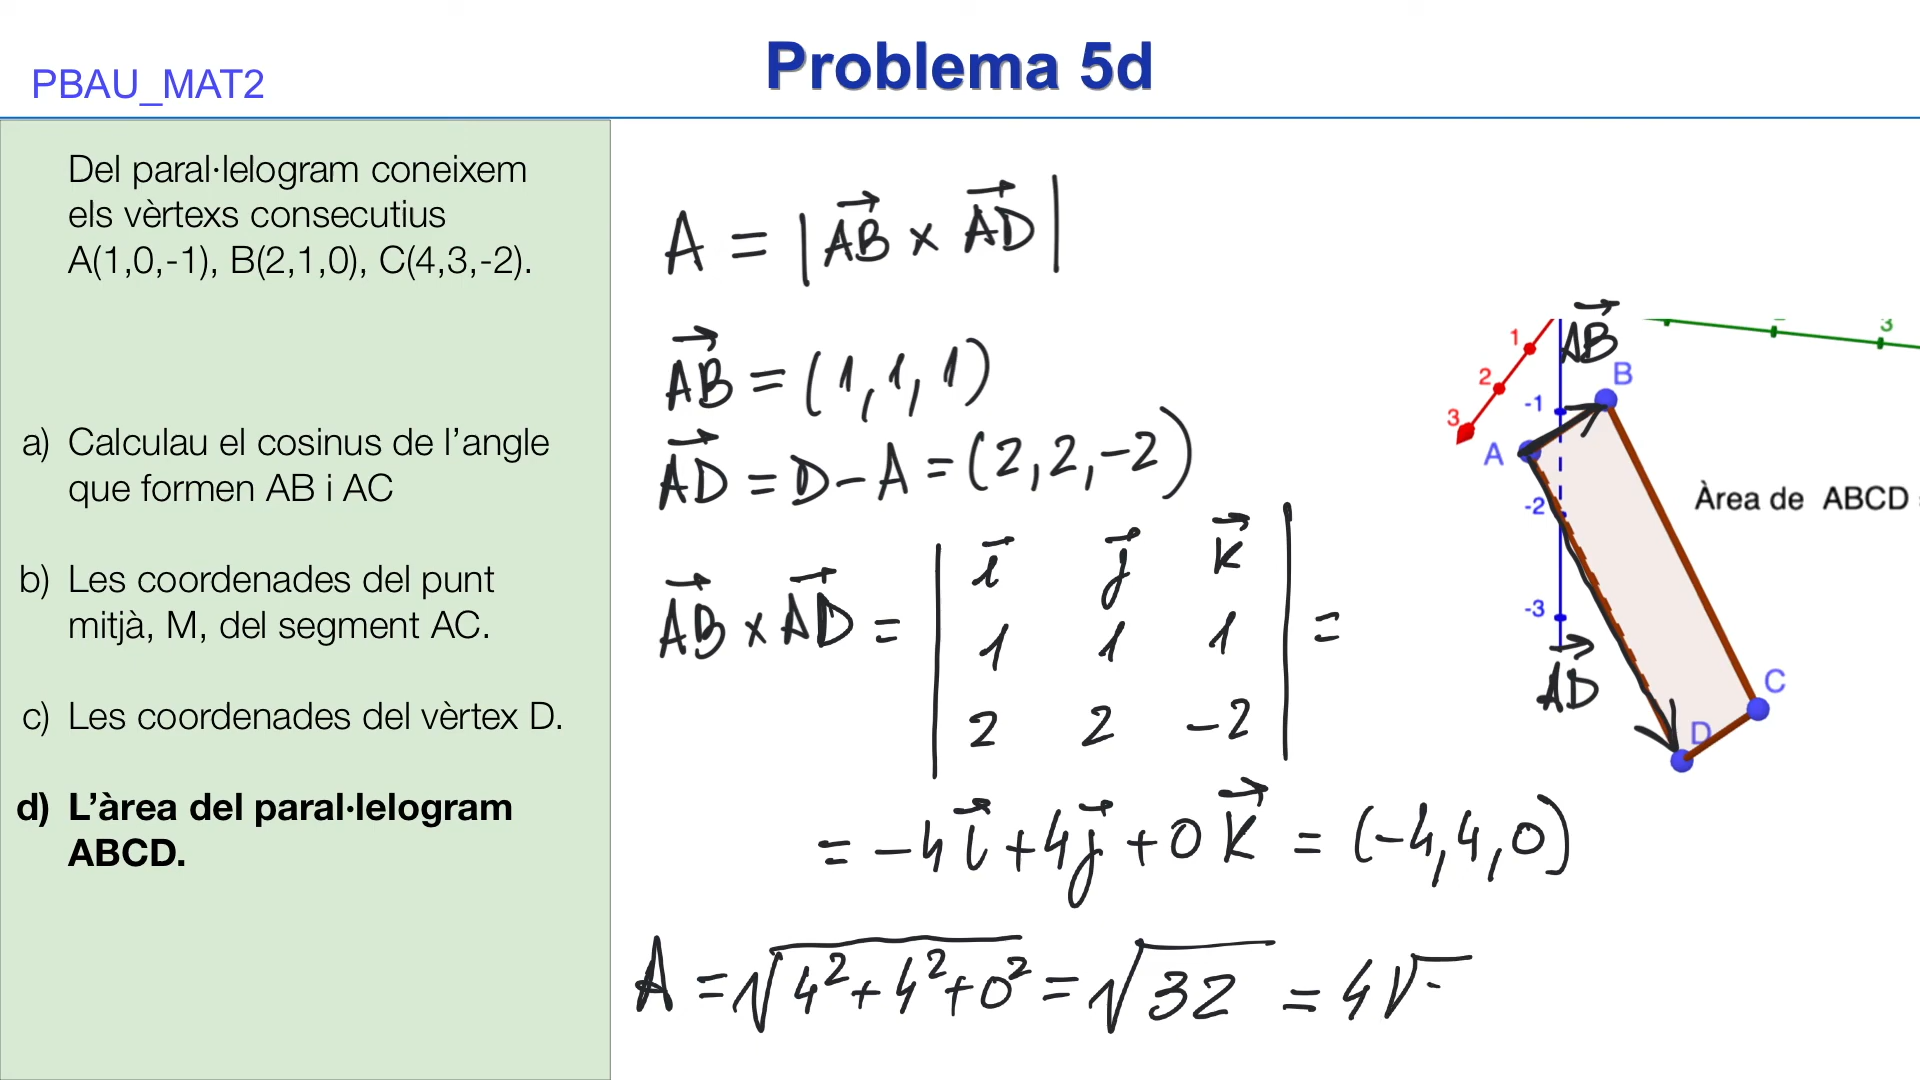 PBAU_MAT2
Problema 5d
Del paral·lelogram coneixem
els vèrtexs consecutius
A(1,0,-1), B(2,1,0), C(4,3,-2).
a) Calculau el cosinus de l’angle
que formen AB i AC
b) Les coordenades del punt
mitjà, M, del segment AC.
c) Les coordenades del vèrtex D.
d) L’àrea del paral·lelogram
ABCD.
A = |AB × AD|
AB = (1,1,1)
AD = D-A = (2,2,-2)
AB × AD = | i j k | =
1 1 1
2 2 -2
= -4i + 4j + 0k = (-4,4,0)
A = √4²+4²+0² = √32 = 4√
AB
1
2
3
3
B
-1
A
-2
Àrea de ABCD
-3
AD
C
D